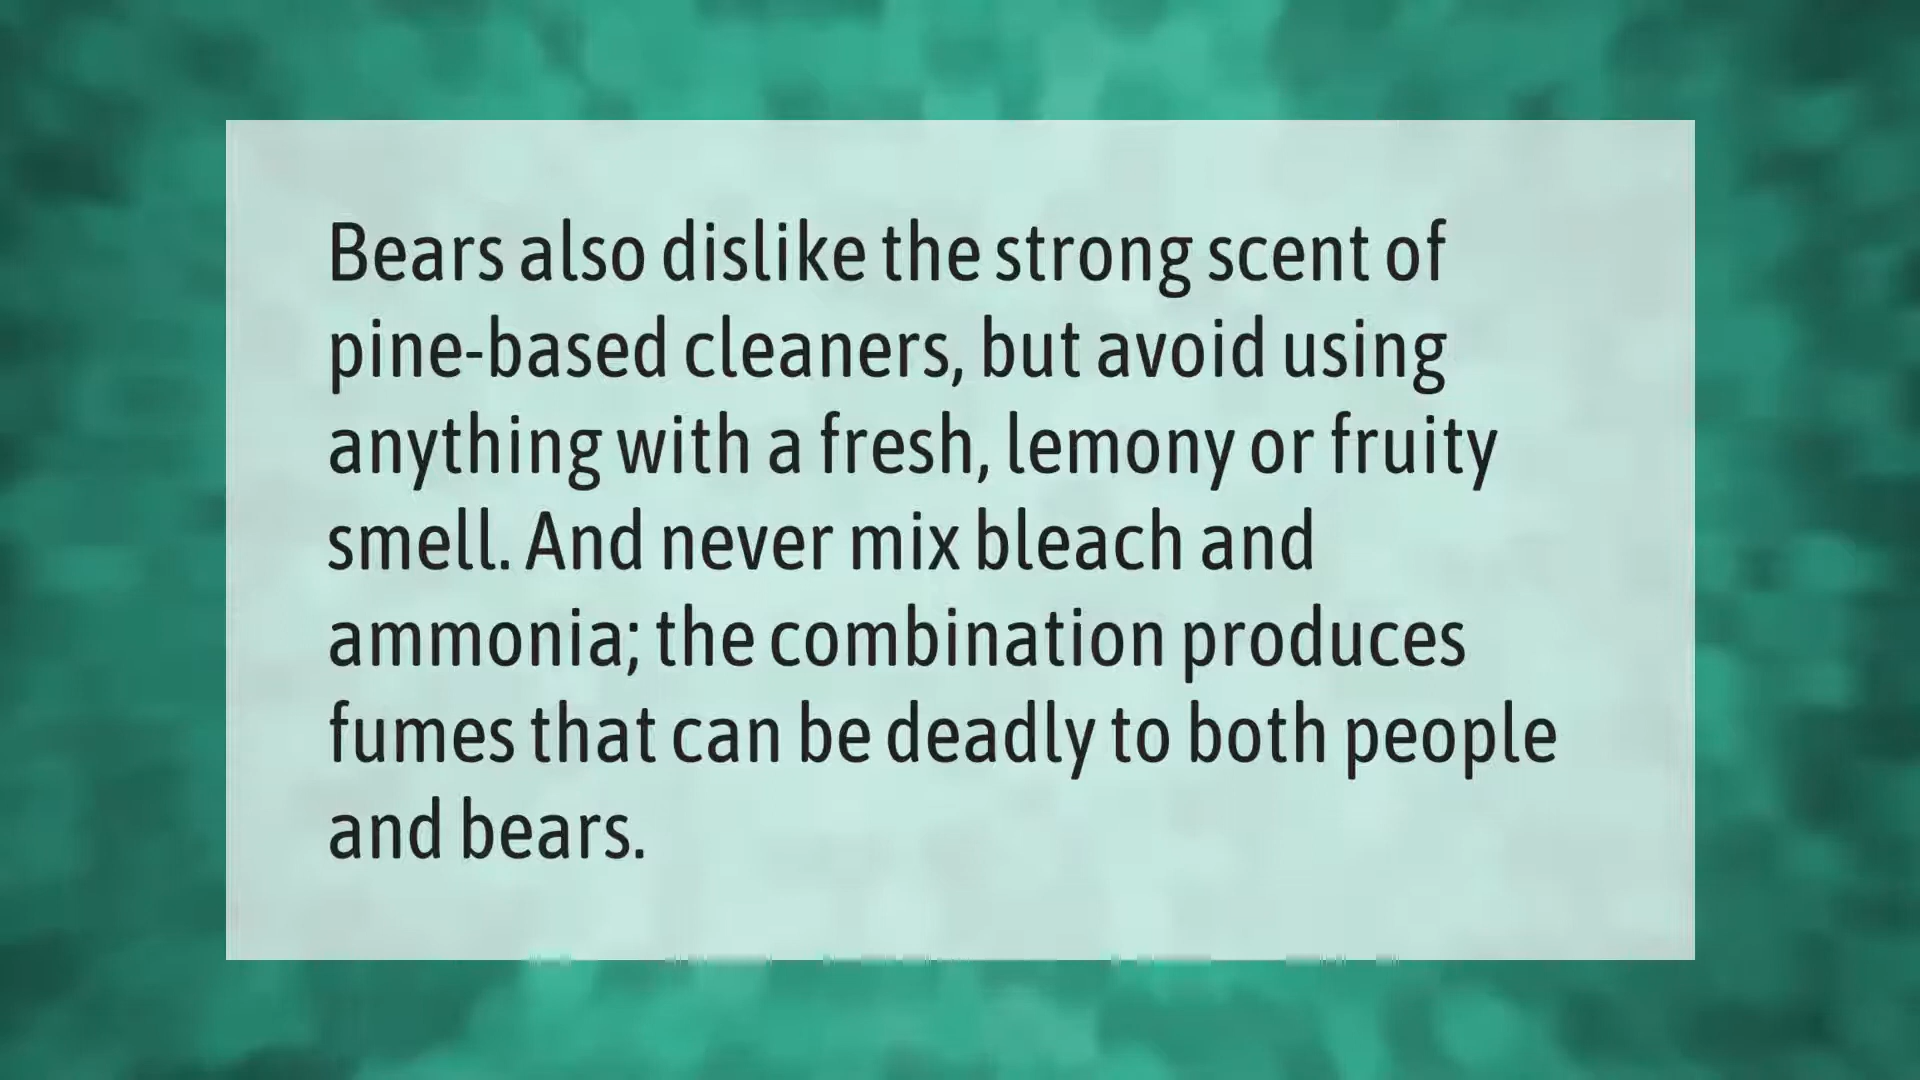 Bears also dislike the strong scent of
pine-based cleaners, but avoid using
anything with a fresh, lemony or fruity
smell. And never mix bleach and
ammonia; the combination produces
fumes that can be deadly to both people
and bears.